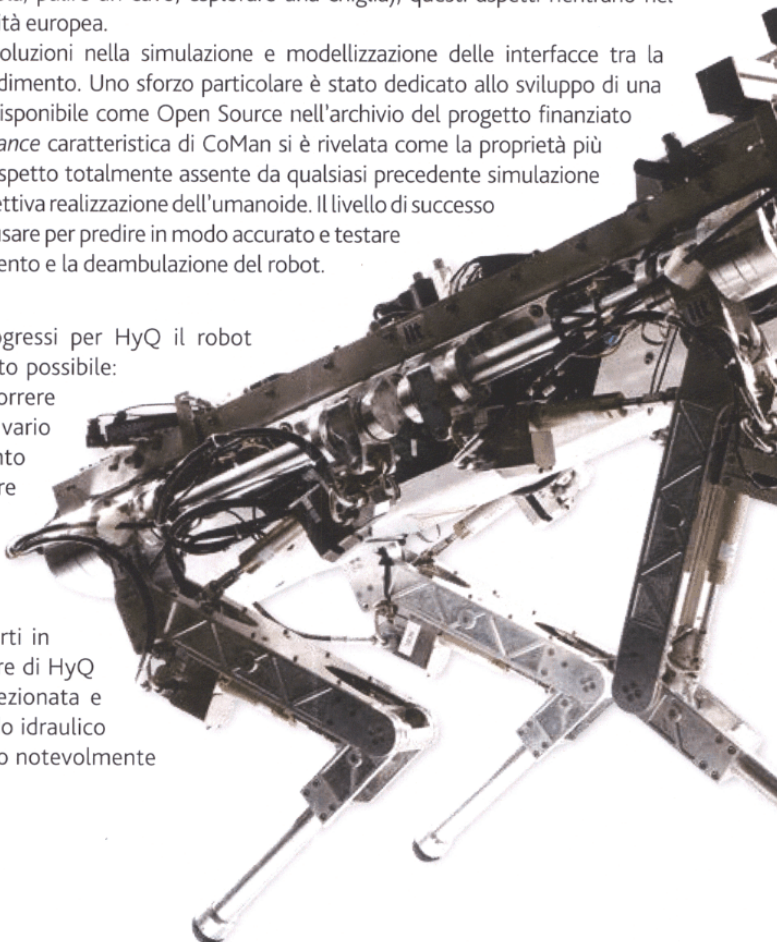 ità europea.
oluzioni nella simulazione e modellizzazione delle interfacce tra la
dimento. Uno sforzo particolare è stato dedicato allo sviluppo di una
isponibile come Open Source nell'archivio del progetto finanziato
ance caratteristica di CoMan si è rivelata come la proprietà più
spetto totalmente assente da qualsiasi precedente simulazione
ettiva realizzazione dell'umanoide. Il livello di successo
usare per predire in modo accurato e testare
ento e la deambulazione del robot.
ogressi per HyQ il robot
to possibile:
orrere
vario
nto
re
iit
rti in
re di HyQ
ezionata e
o idraulico
o notevolmente